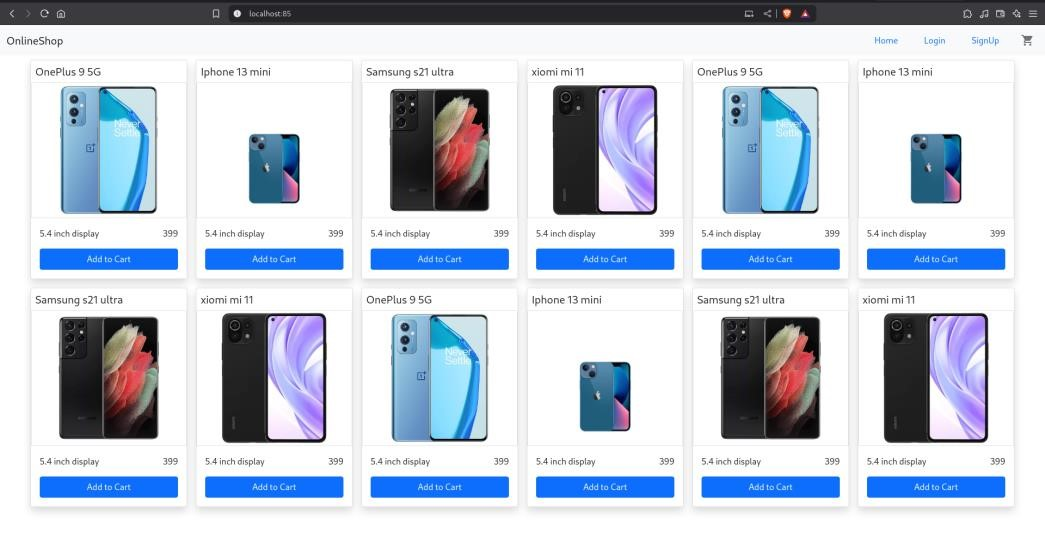 localhost:85
OnlineShop Home Login SignUp
OnePlus 9 5G Iphone 13 mini Samsung s21 ultra xiomi mi 11 OnePlus 9 5G Iphone 13 mini
Never
Settle
Never
Settle
5.4 inch display 399 5.4 inch display 399 5.4 inch display 399 5.4 inch display 399 5.4 inch display 399 5.4 inch display 399
Add to Cart Add to Cart Add to Cart Add to Cart Add to Cart Add to Cart
Samsung s21 ultra xiomi mi 11 OnePlus 9 5G Iphone 13 mini Samsung s21 ultra xiomi mi 11
Never
Settle
5.4 inch display 399 5.4 inch display 399 5.4 inch display 399 5.4 inch display 399 5.4 inch display 399 5.4 inch display 399
Add to Cart Add to Cart Add to Cart Add to Cart Add to Cart Add to Cart